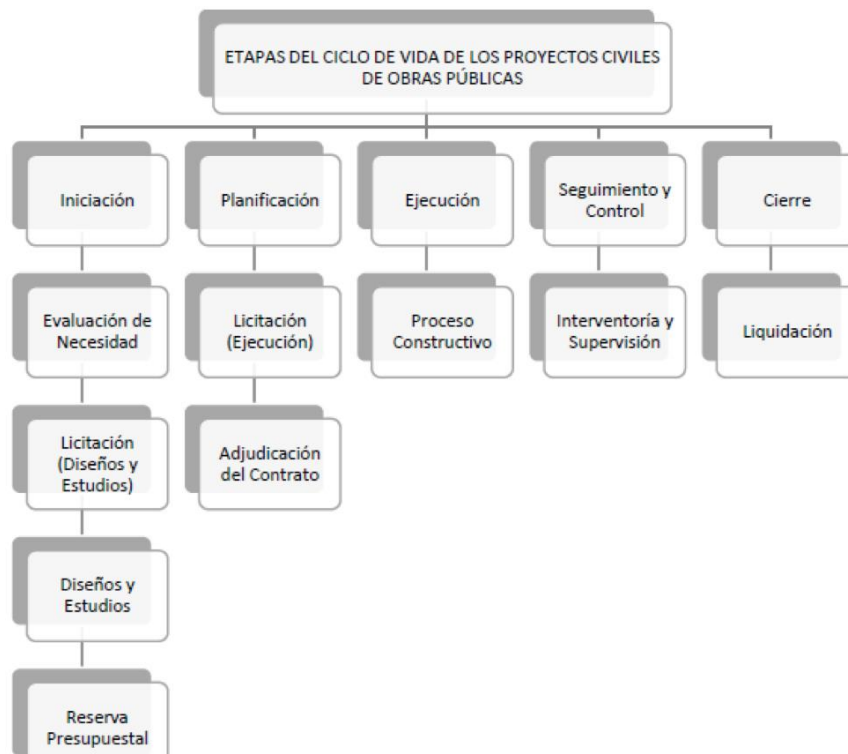 ETAPAS DEL CICLO DE VIDA DE LOS PROYECTOS CIVILES
DE OBRAS PÚBLICAS
Iniciación
Planificación
Ejecución
Seguimiento y
Control
Cierre
Evaluación de
Necesidad
Licitación
(Ejecución)
Proceso
Constructivo
Interventoría y
Supervisión
Liquidación
Licitación
(Diseños y
Estudios)
Adjudicación
del Contrato
Diseños y
Estudios
Reserva
Presupuestal